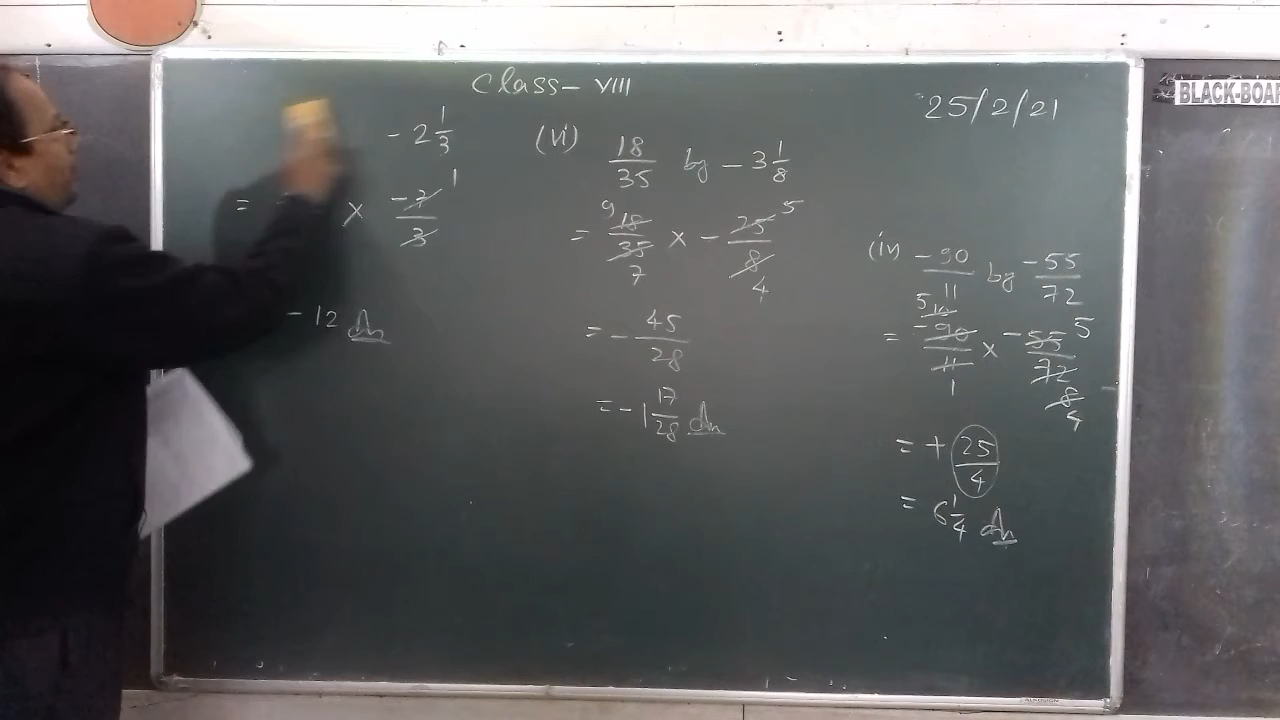 Class - VIII
25/2/21
BLACK-BOAR
- 2 1/3
= × -7/3 1
- 12 Ans
(vi) 18/35 by - 3 1/8
= 9 18/35 7 × - 25/8 5 4
= - 45/28
= - 1 17/28 Ans
(iv) -90/11 by -55/72
5 10
= -90/11 1 × -55/72 5 8 4
= + 25/4
= 6 1/4 Ans